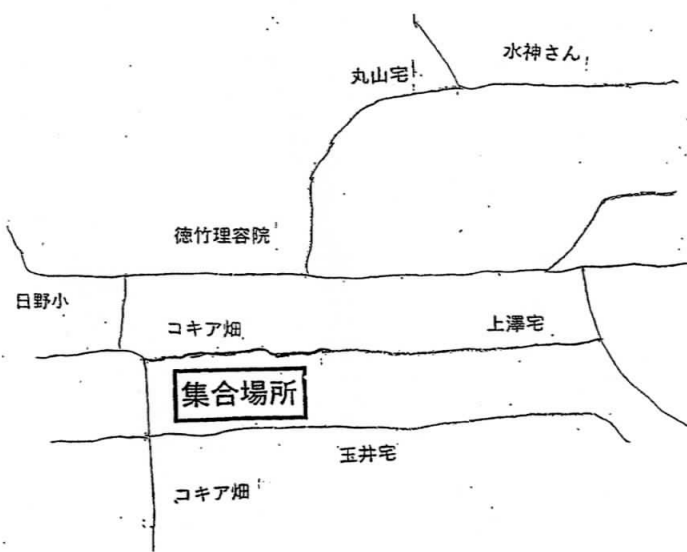 水神さん
丸山宅
徳竹理容院
日野小
コキア畑
上澤宅
集合場所
玉井宅
コキア畑